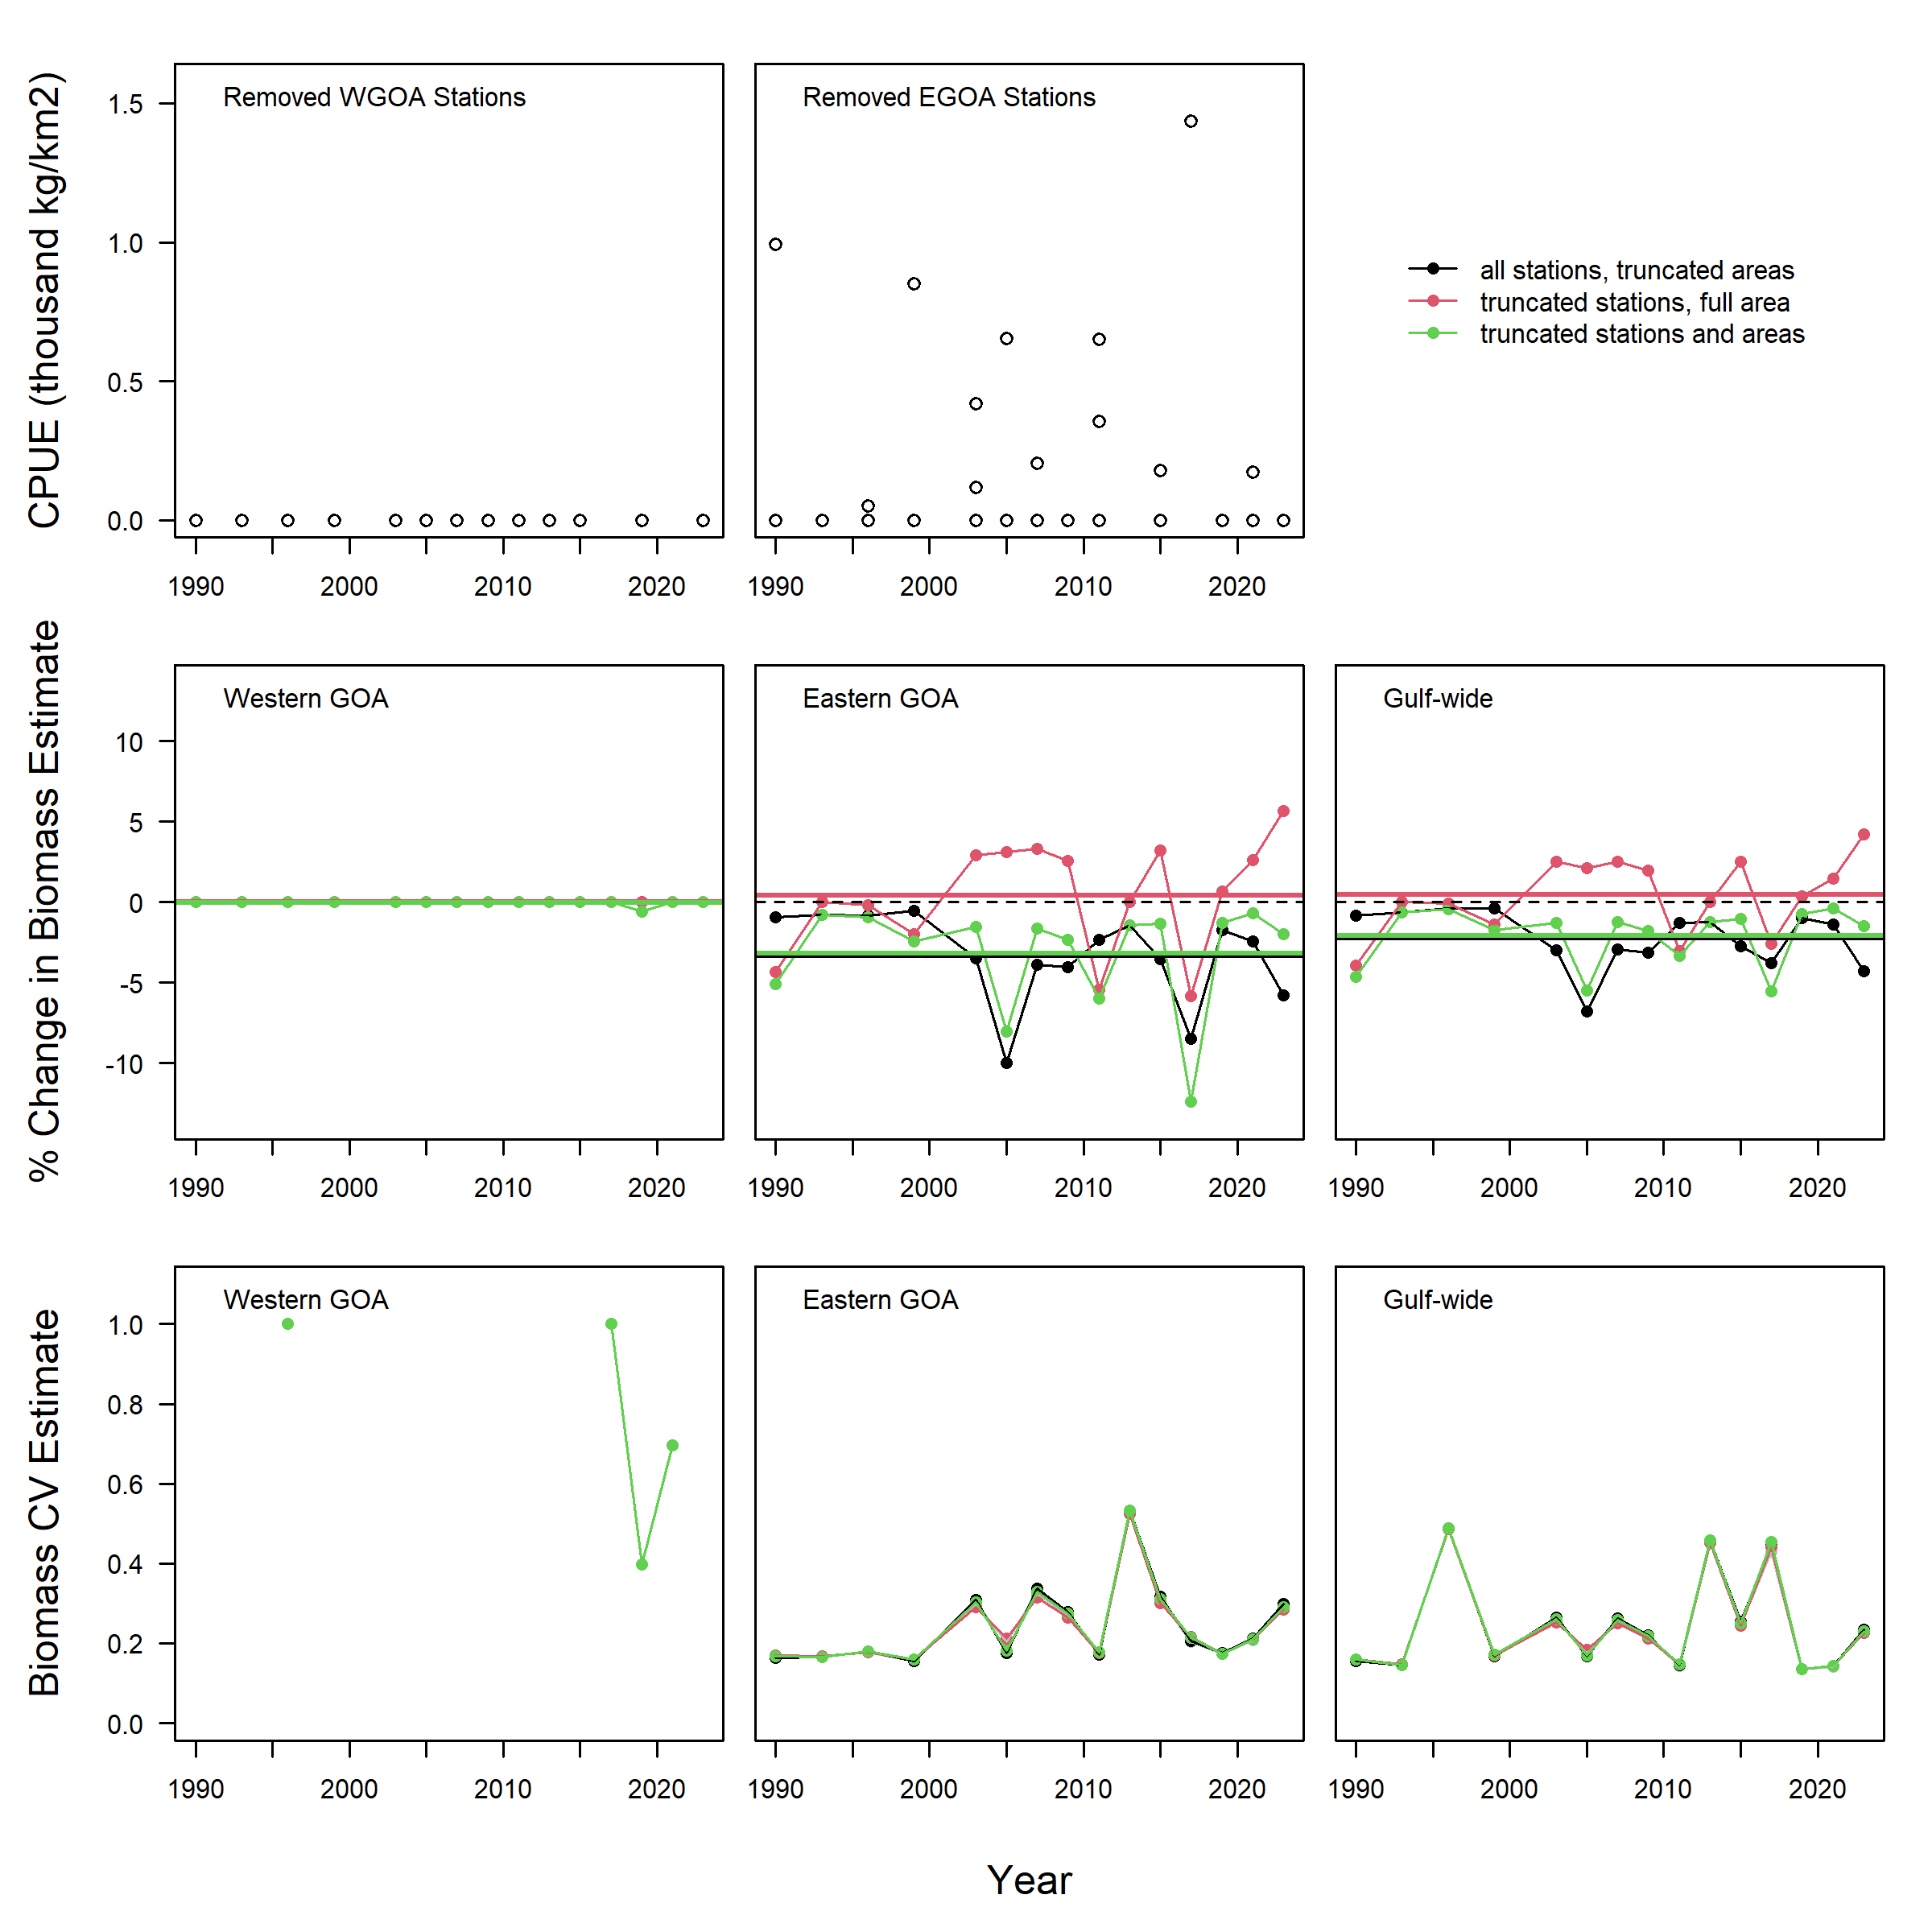 CPUE (thousand kg/km2)
1.5
1.0
0.5
0.0
Removed WGOA Stations
1990 2000 2010 2020
Removed EGOA Stations
1990 2000 2010 2020
all stations, truncated areas
truncated stations, full area
truncated stations and areas
% Change in Biomass Estimate
10
5
0
-5
-10
Western GOA
1990 2000 2010 2020
Eastern GOA
1990 2000 2010 2020
Gulf-wide
1990 2000 2010 2020
Biomass CV Estimate
1.0
0.8
0.6
0.4
0.2
0.0
Western GOA
1990 2000 2010 2020
Eastern GOA
1990 2000 2010 2020
Gulf-wide
1990 2000 2010 2020
Year